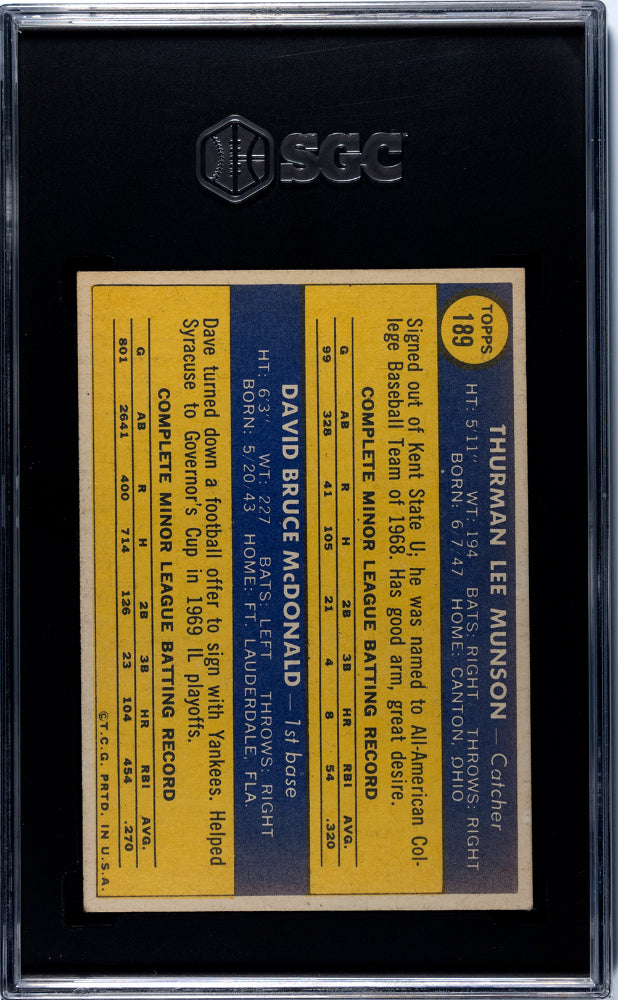 SGC
TOPPS
189
THURMAN LEE MUNSON — Catcher
HT: 5'11" WT: 194 BATS: RIGHT THROWS: RIGHT
BORN: 6/7/47 HOME: CANTON, OHIO
Signed out of Kent State U; he was named to All-American Col-
lege Baseball Team of 1968. Has good arm, great desire.
COMPLETE MINOR LEAGUE BATTING RECORD
G AB R H 2B 3B HR RBI AVG.
99 328 41 105 21 4 8 54 .320
DAVID BRUCE McDONALD — 1st base
HT: 6'3" WT: 227 BATS: LEFT THROWS: RIGHT
BORN: 5/20/43 HOME: FT. LAUDERDALE, FLA.
Dave turned down a football offer to sign with Yankees. Helped
Syracuse to Governor's Cup in 1969 IL playoffs.
COMPLETE MINOR LEAGUE BATTING RECORD
G AB R H 2B 3B HR RBI AVG.
801 2641 400 714 126 23 104 454 .270
©T.C.G. PRTD. IN U.S.A.